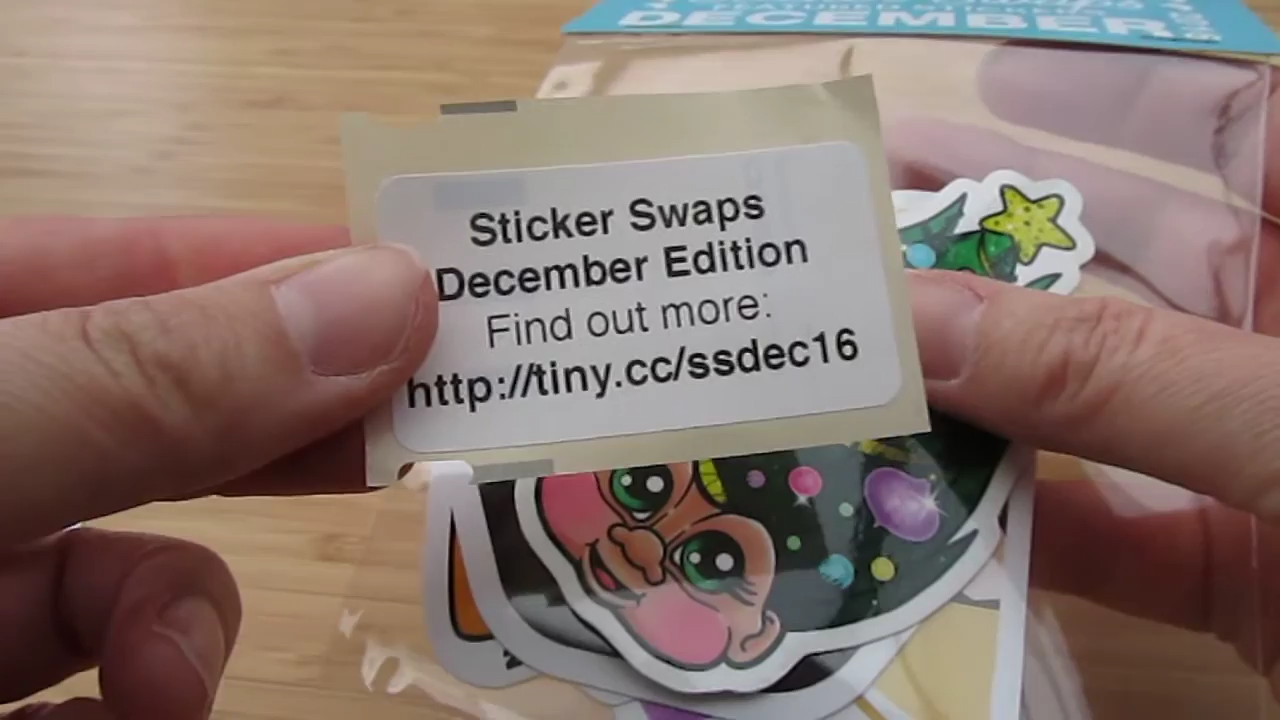 DECEMBER
Sticker Swaps
December Edition
Find out more:
http://tiny.cc/ssdec16